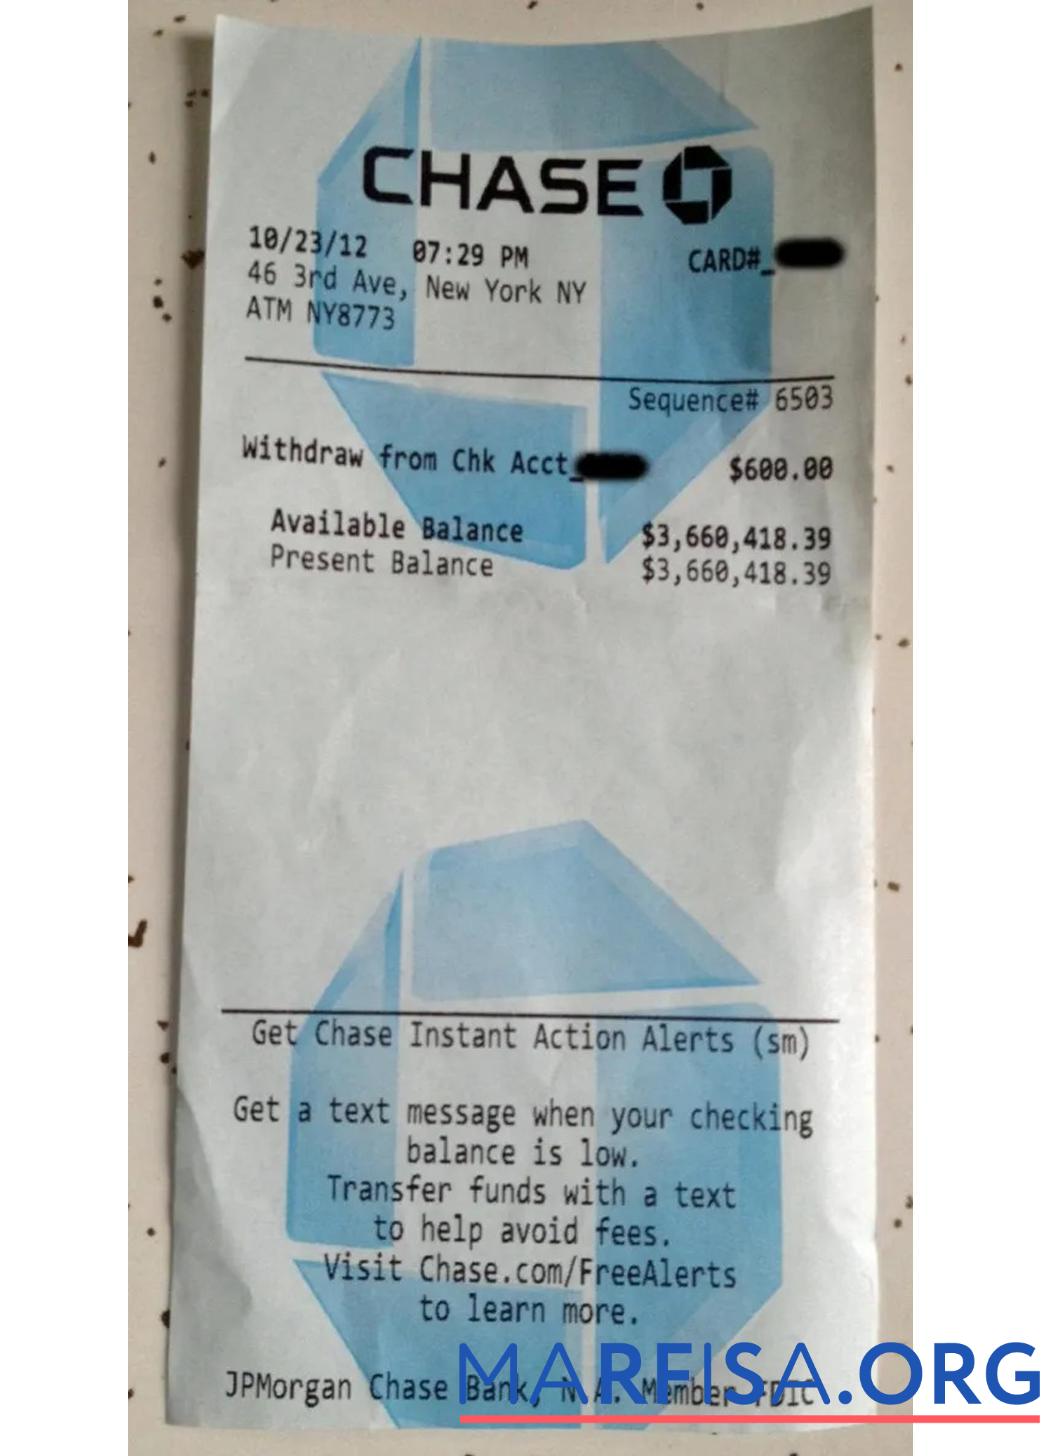 CHASE
10/23/12 07:29 PM CARD#_
46 3rd Ave, New York NY
ATM NY8773
Sequence# 6503
Withdraw from Chk Acct_ $600.00
Available Balance $3,660,418.39
Present Balance $3,660,418.39
Get Chase Instant Action Alerts (sm)
Get a text message when your checking
balance is low.
Transfer funds with a text
to help avoid fees.
Visit Chase.com/FreeAlerts
to learn more.
JPMorgan Chase Bank, N.A. Member FDIC
MARFISA.ORG